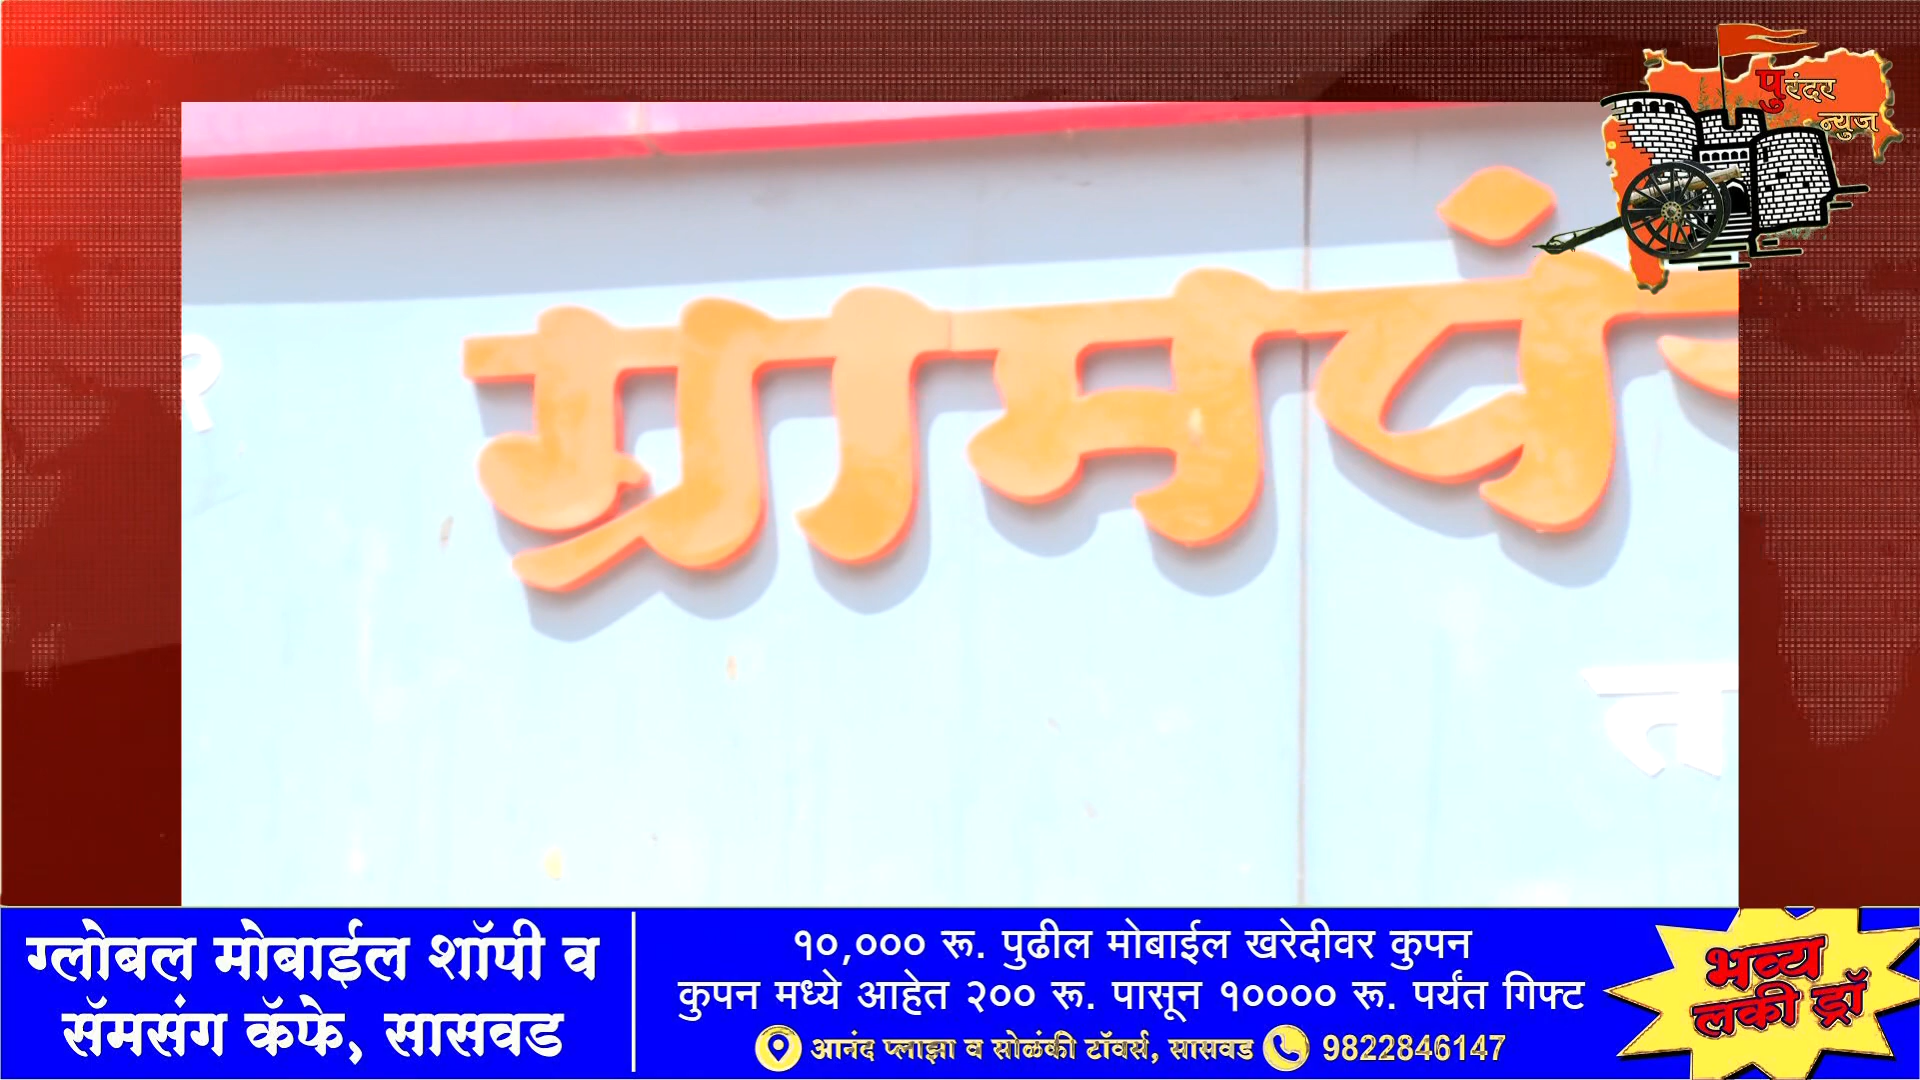 पुरंदर
न्युज
ग्रामपं
त
ग्लोबल मोबाईल शॉपी व
सॅमसंग कॅफे, सासवड
१०,००० रू. पुढील मोबाईल खरेदीवर कुपन
कुपन मध्ये आहेत २०० रू. पासून १०००० रू. पर्यंत गिफ्ट
आनंद प्लाझा व सोळंकी टॉवर्स, सासवड 9822846147
भव्य
लकी ड्रॉ